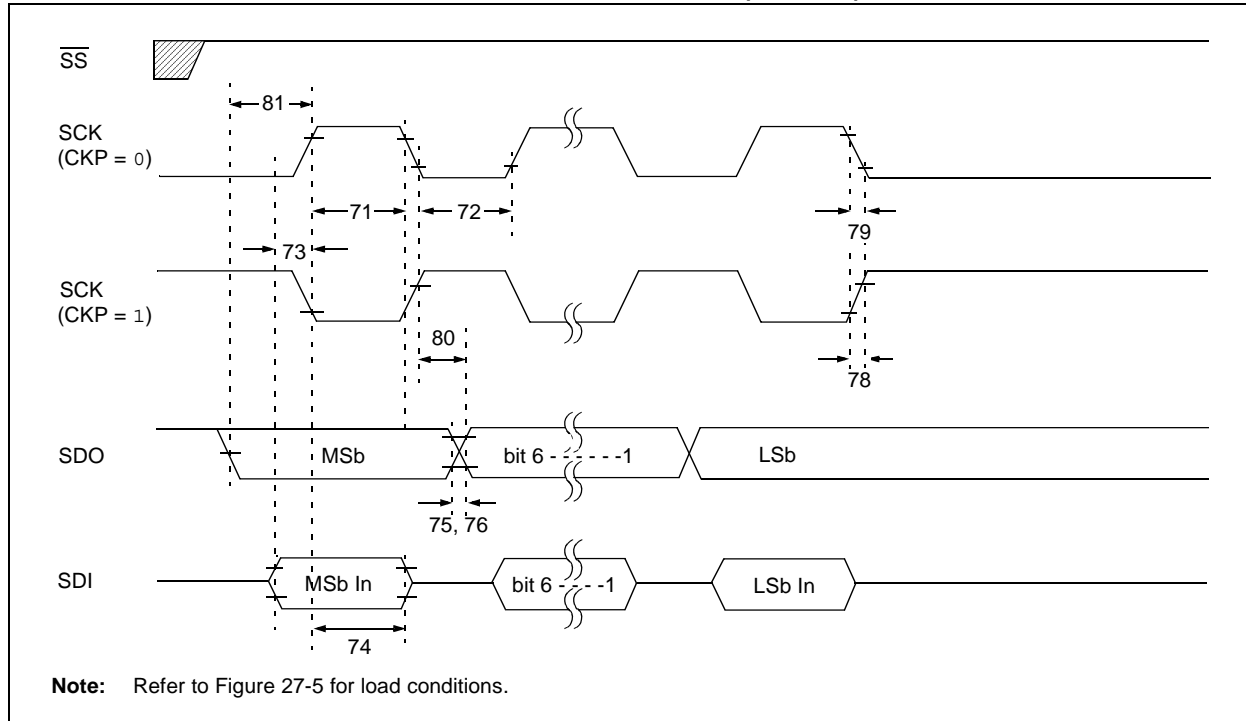 SS
81
SCK
(CKP = 0)
71
72
79
73
SCK
(CKP = 1)
80
78
SDO
MSb
bit 6 - - - - - - -1
LSb
75, 76
SDI
MSb In
bit 6 - - - - -1
LSb In
74
Note: Refer to Figure 27-5 for load conditions.